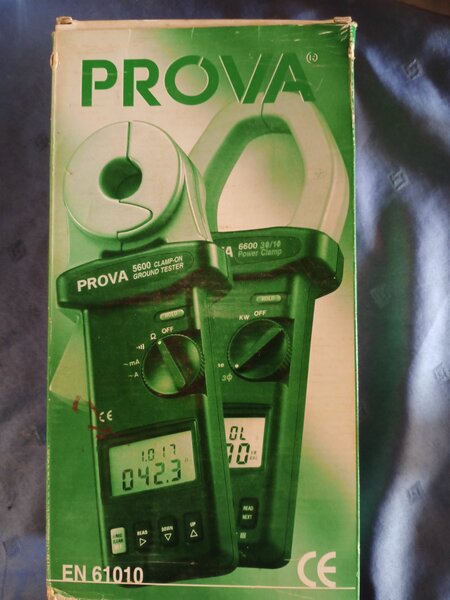 PROVA®
PROVA 5600 CLAMP-ON
GROUND TESTER
VA 6600 3Φ/1Φ
Power Clamp
HOLD
HOLD
OFF
Ω
~mA
~A
KW OFF
3Φ
CE
1.017
042.3
Ω
OL
READ
DOWN
UP
READ
NEXT
EN 61010
CE